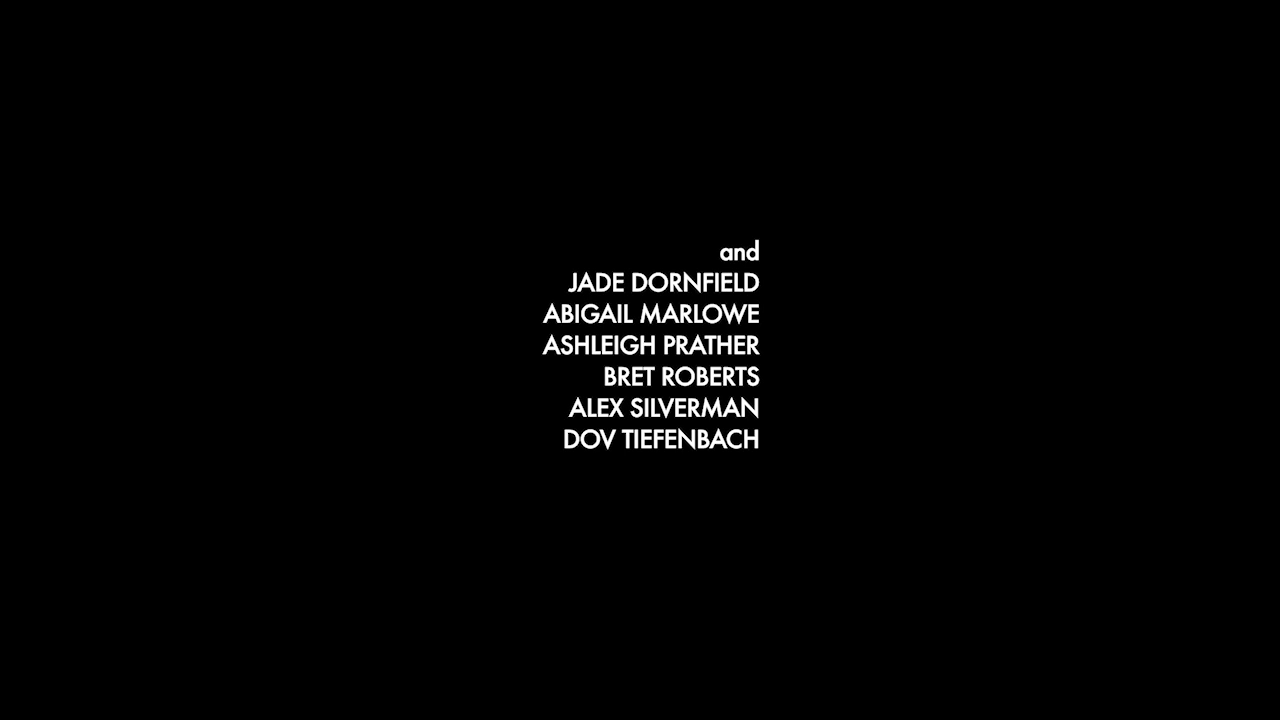 and
JADE DORNFIELD
ABIGAIL MARLOWE
ASHLEIGH PRATHER
BRET ROBERTS
ALEX SILVERMAN
DOV TIEFENBACH